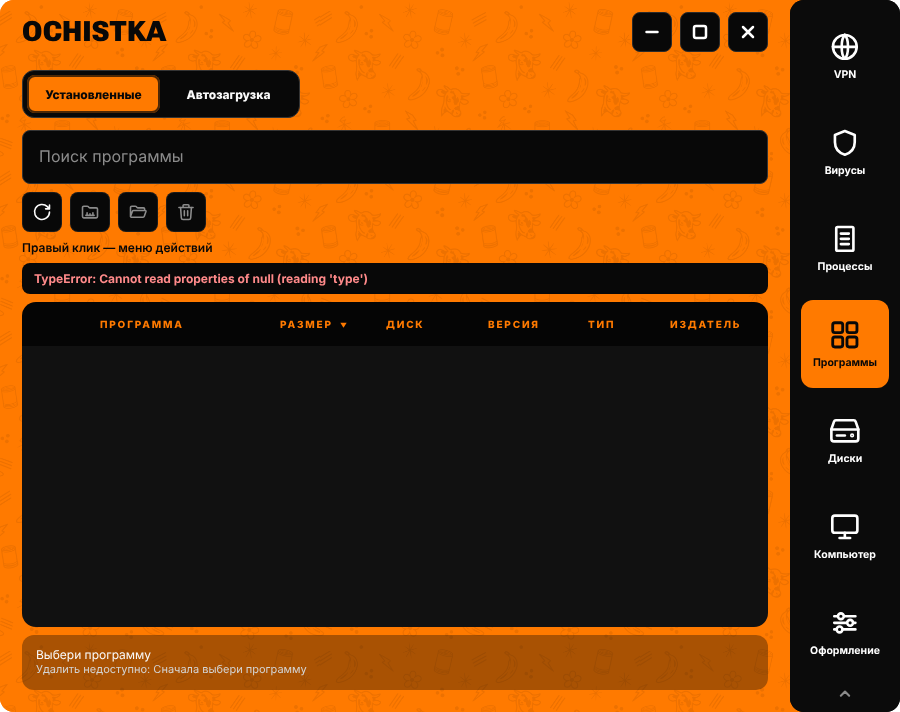 OCHISTKA
Установленные
Автозагрузка
Поиск программы
Правый клик — меню действий
TypeError: Cannot read properties of null (reading 'type')
ПРОГРАММА РАЗМЕР ▼ ДИСК ВЕРСИЯ ТИП ИЗДАТЕЛЬ
Выбери программу
Удалить недоступно: Сначала выбери программу
VPN
Вирусы
Процессы
Программы
Диски
Компьютер
Оформление